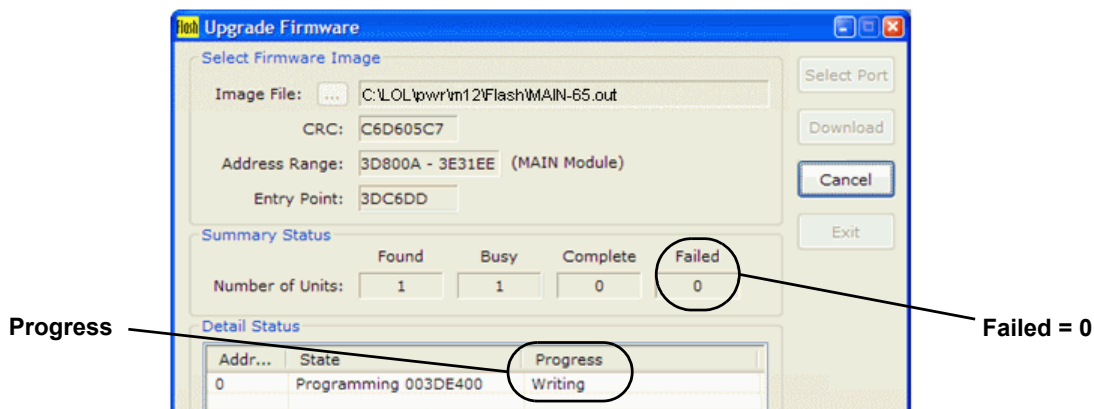 Flash Upgrade Firmware
Select Firmware Image
Select Port
Image File: ... C:\LOL\pwr\m12\Flash\MAIN-65.out
CRC: C6D605C7
Download
Address Range: 3D800A - 3E31EE (MAIN Module)
Cancel
Entry Point: 3DC6DD
Exit
Summary Status
Found Busy Complete Failed
Number of Units: 1 1 0 0
Progress
Failed = 0
Detail Status
Addr... State Progress
0 Programming 003DE400 Writing